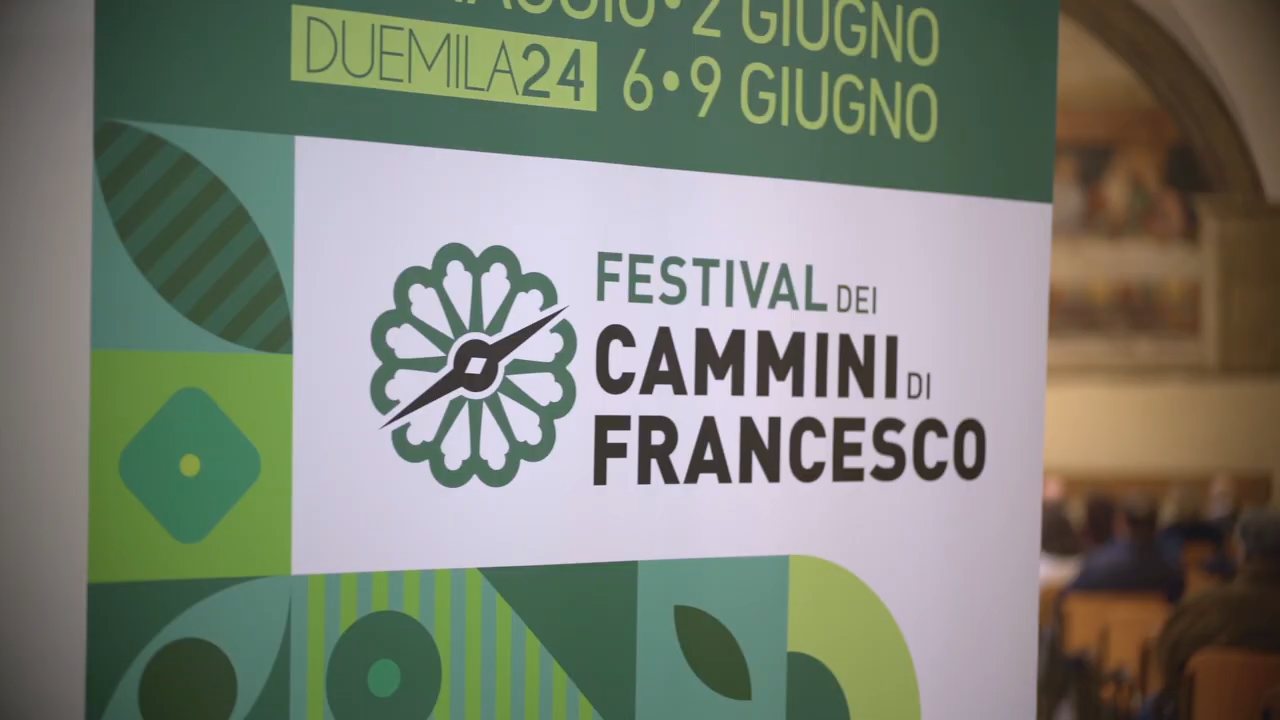 2 GIUGNO
DUEMILA24 6•9 GIUGNO
FESTIVAL DEI
CAMMINI DI
FRANCESCO